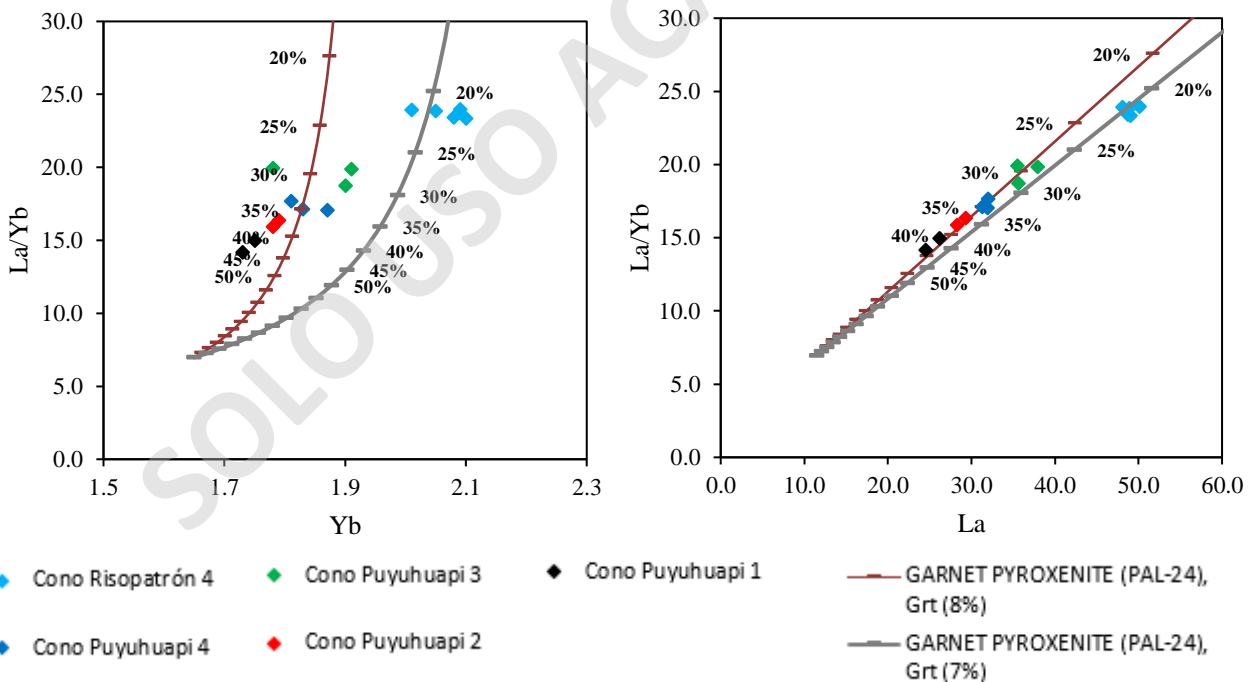 30.0
25.0
20.0
15.0
10.0
5.0
0.0
La/Yb
1.5 1.7 1.9 2.1 2.3
Yb
20%
25%
30%
35%
40%
45%
50%
20%
25%
30%
35%
40%
45%
50%
30.0
25.0
20.0
15.0
10.0
5.0
0.0
La/Yb
0.0 10.0 20.0 30.0 40.0 50.0 60.0
La
20%
25%
30%
35%
40%
20%
25%
30%
35%
40%
45%
50%
SOLO USO AC
Cono Risopatrón 4
Cono Puyuhuapi 3
Cono Puyuhuapi 1
GARNET PYROXENITE (PAL-24),
Grt (8%)
Cono Puyuhuapi 4
Cono Puyuhuapi 2
GARNET PYROXENITE (PAL-24),
Grt (7%)